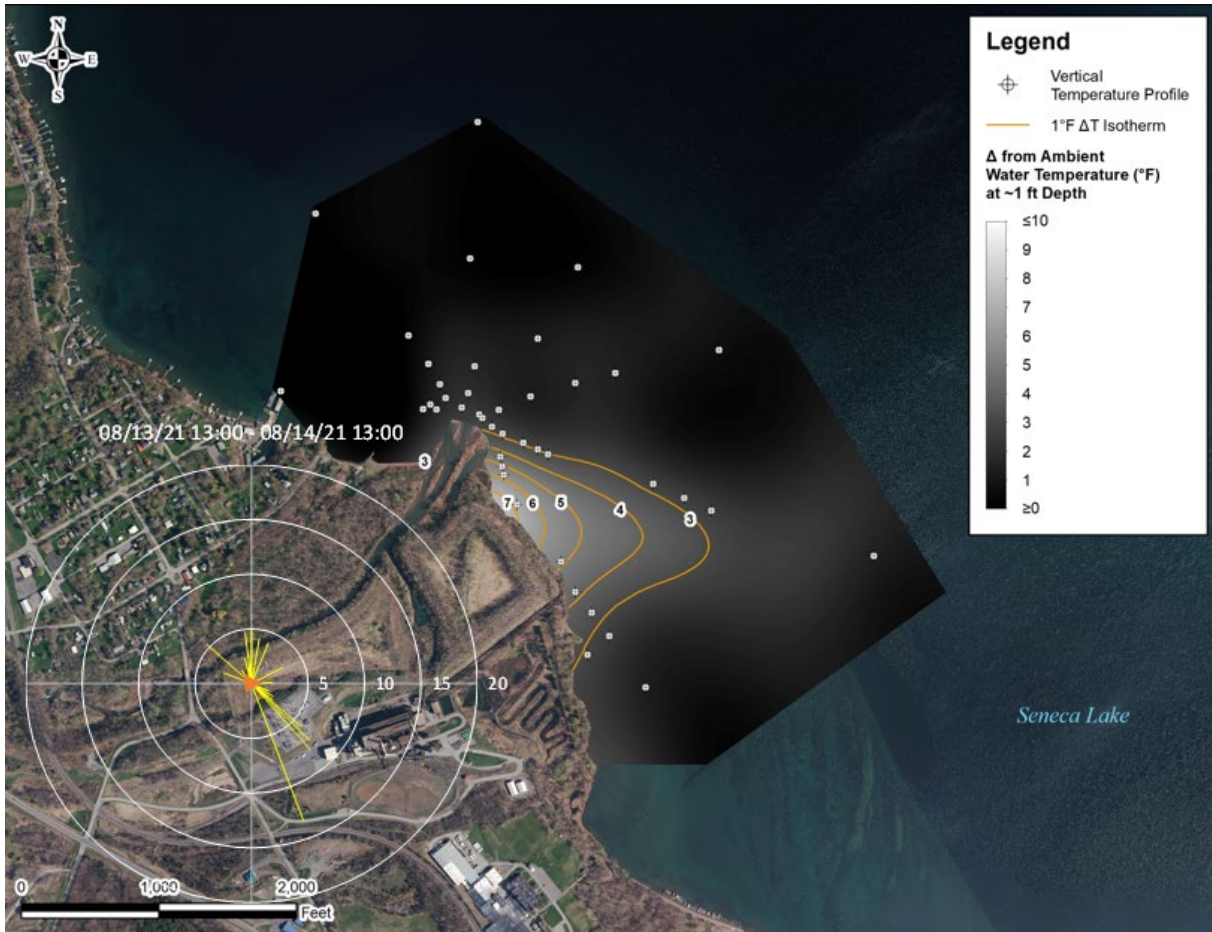 N
W E
S
Legend
Vertical
Temperature Profile
1°F ΔT Isotherm
Δ from Ambient
Water Temperature (°F)
at ~1 ft Depth
≤10
9
8
7
6
5
4
3
2
1
≥0
08/13/21 13:00 - 08/14/21 13:00
3
7 6 5 4 3
5 10 15 20
Seneca Lake
0 1,000 2,000
Feet